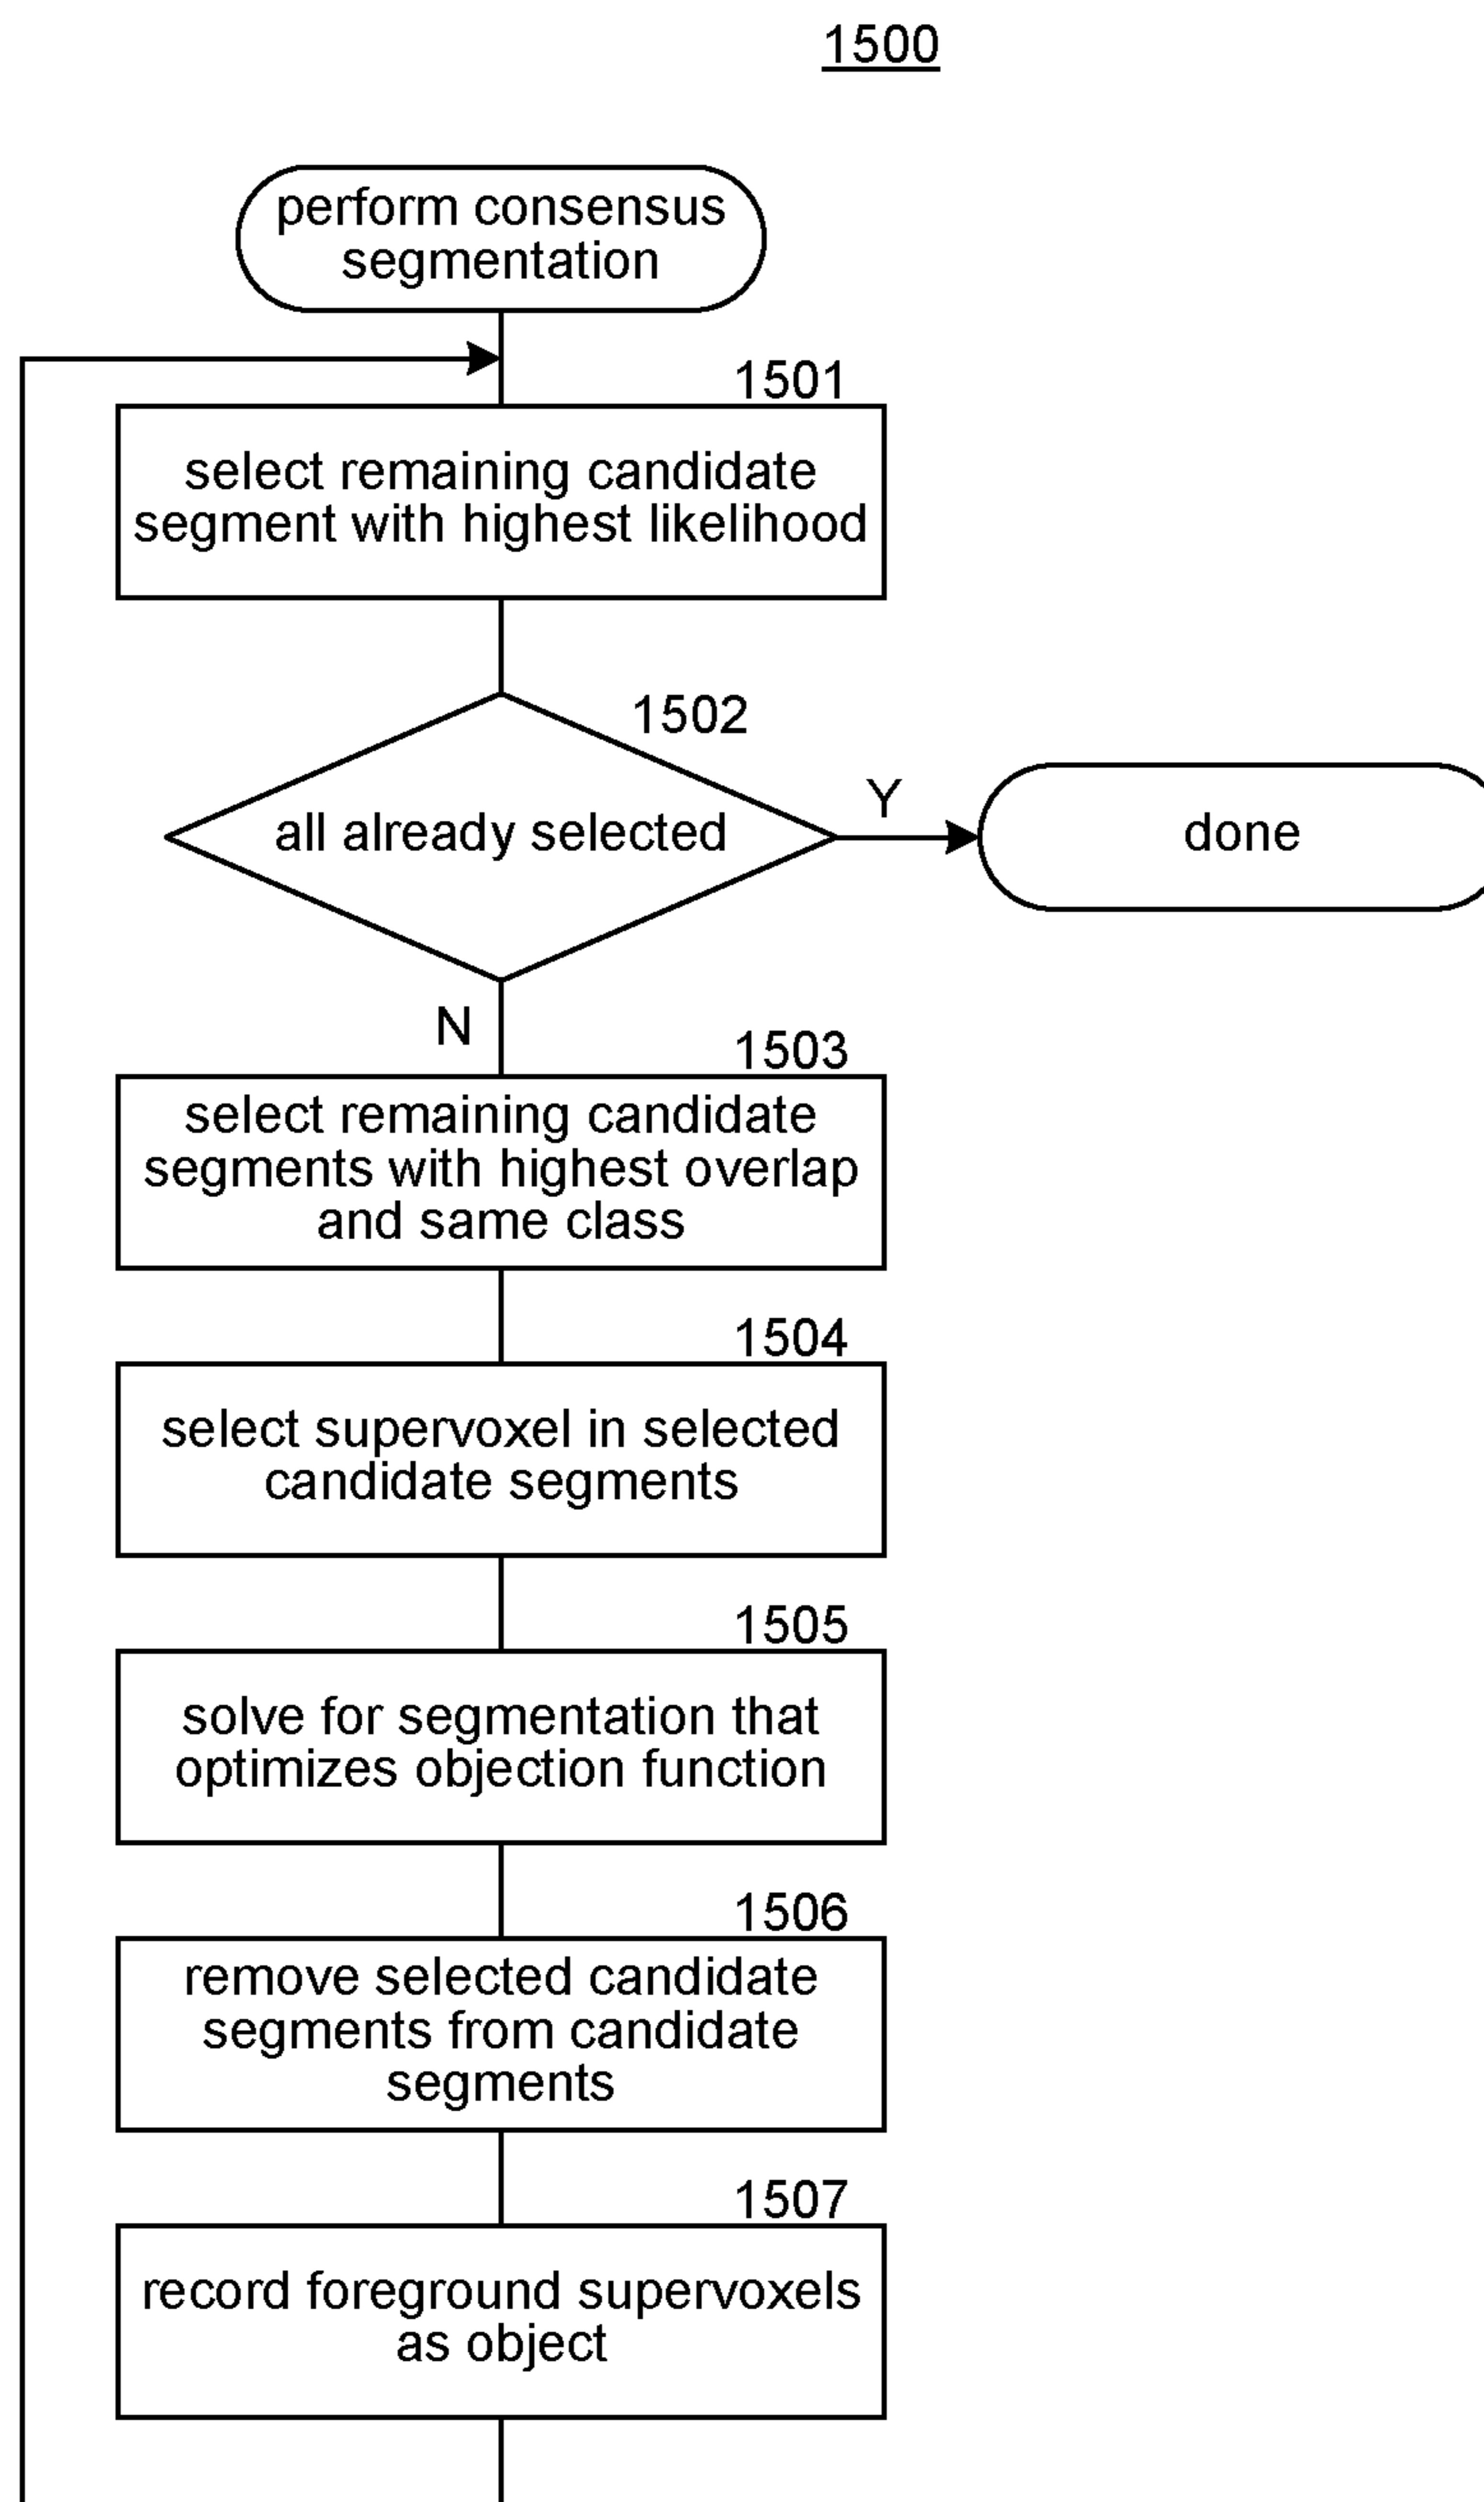 1500
perform consensus
segmentation
1501
select remaining candidate
segment with highest likelihood
1502
all already selected
Y
done
N
1503
select remaining candidate
segments with highest overlap
and same class
1504
select supervoxel in selected
candidate segments
1505
solve for segmentation that
optimizes objection function
1506
remove selected candidate
segments from candidate
segments
1507
record foreground supervoxels
as object